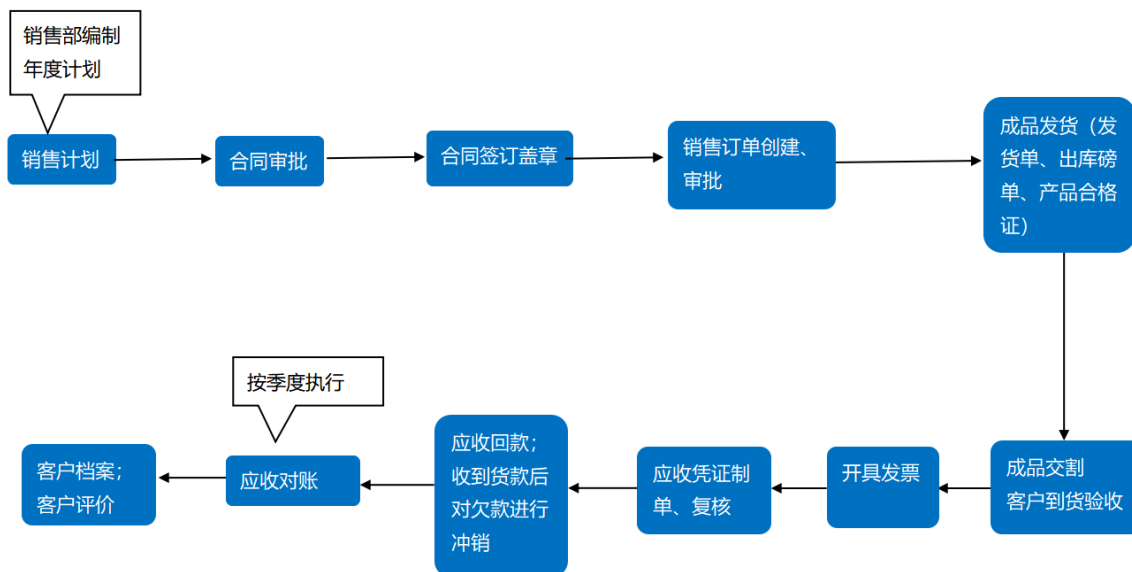 销售部编制
年度计划
销售计划
合同审批
合同签订盖章
销售订单创建、
审批
成品发货（发
货单、出库磅
单、产品合格
证）
成品交割
客户到货验收
开具发票
应收凭证制
单、复核
应收回款；
收到货款后
对欠款进行
冲销
按季度执行
应收对账
客户档案；
客户评价